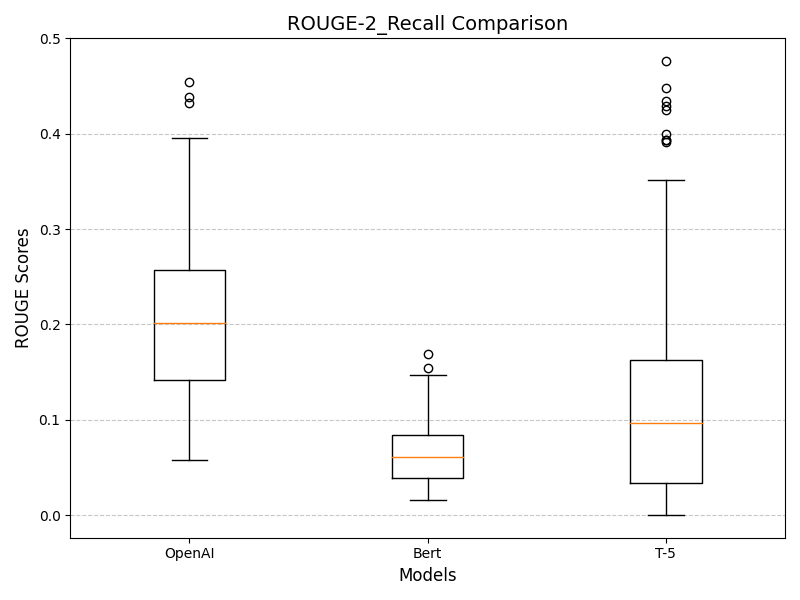 ROUGE-2_Recall Comparison
0.5
0.4
0.3
0.2
0.1
0.0
ROUGE Scores
OpenAI
Bert
T-5
Models